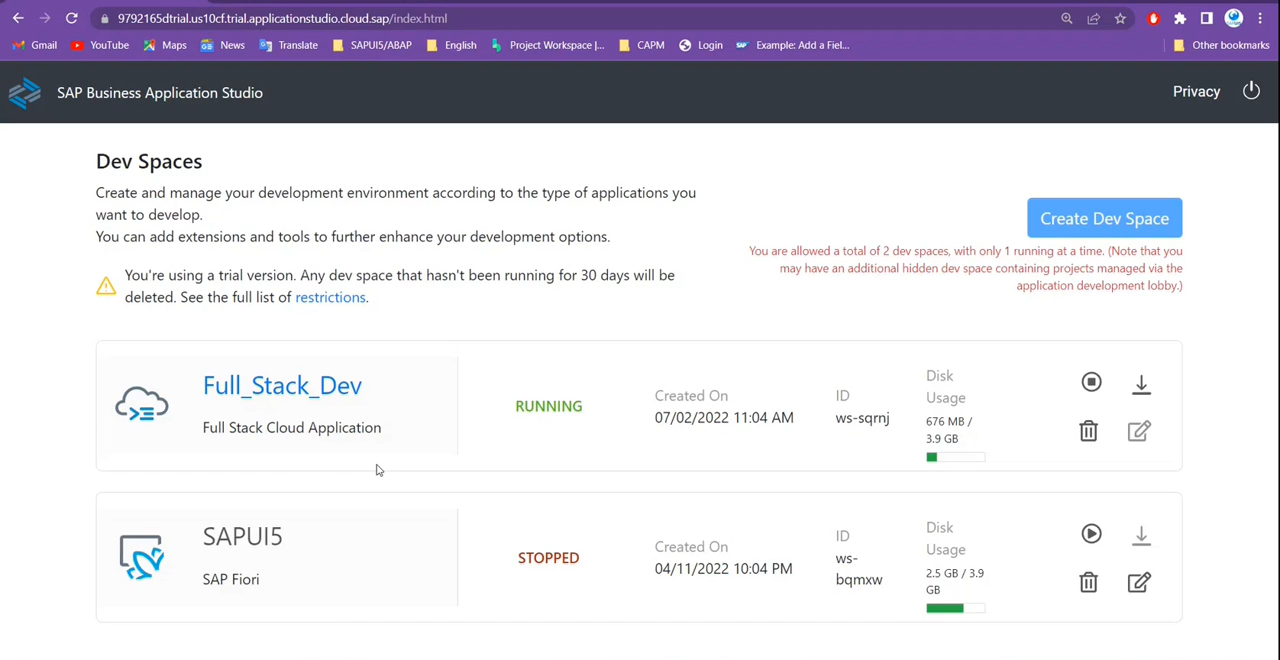 9792165dtrial.us10cf.trial.applicationstudio.cloud.sap/index.html
Gmail YouTube Maps News Translate SAPUI5/ABAP English Project Workspace |... CAPM Login Example: Add a Fiel... Other bookmarks
SAP Business Application Studio Privacy
Dev Spaces
Create and manage your development environment according to the type of applications you
want to develop.
You can add extensions and tools to further enhance your development options.
You're using a trial version. Any dev space that hasn't been running for 30 days will be
deleted. See the full list of restrictions.
Create Dev Space
You are allowed a total of 2 dev spaces, with only 1 running at a time. (Note that you
may have an additional hidden dev space containing projects managed via the
application development lobby.)
Full_Stack_Dev
Full Stack Cloud Application
RUNNING
Created On
07/02/2022 11:04 AM
ID
ws-sqrnj
Disk
Usage
676 MB /
3.9 GB
SAPUI5
SAP Fiori
STOPPED
Created On
04/11/2022 10:04 PM
ID
ws-
bqmxw
Disk
Usage
2.5 GB / 3.9
GB